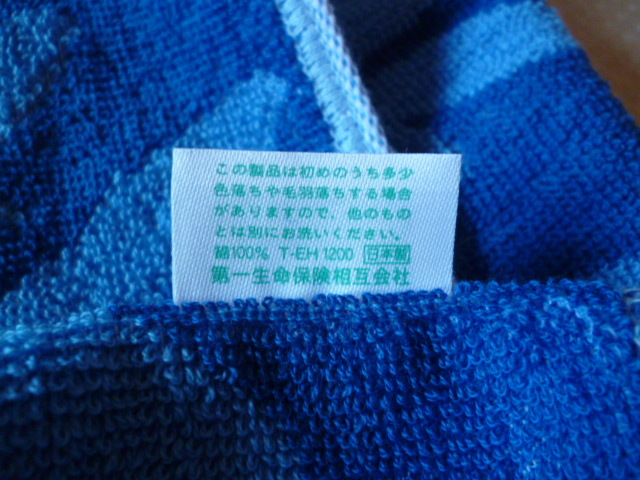 この製品は初めのうち多少
色落ちや毛羽落ちする場合
がありますので、他のもの
とは別にお洗いください。
綿100% T-EH 1200 日本製
第一生命保険相互会社